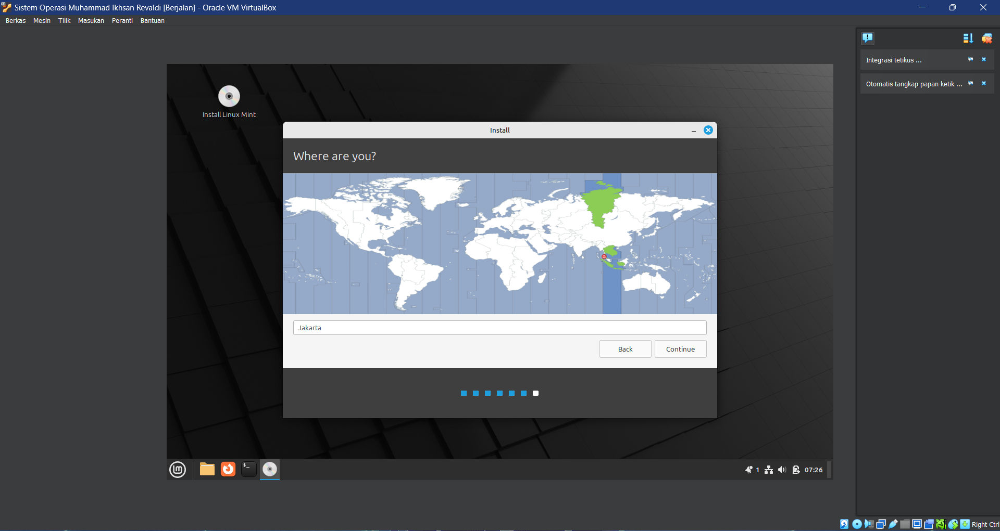 Sistem Operasi Muhammad Ikhsan Revaldi [Berjalan] - Oracle VM VirtualBox
Berkas Mesin Tilik Masukan Peranti Bantuan
Integrasi tetikus ...
Otomatis tangkap papan ketik ...
Install Linux Mint
Install
Where are you?
Jakarta
Back Continue
$_
1 07:26
Right Ctrl